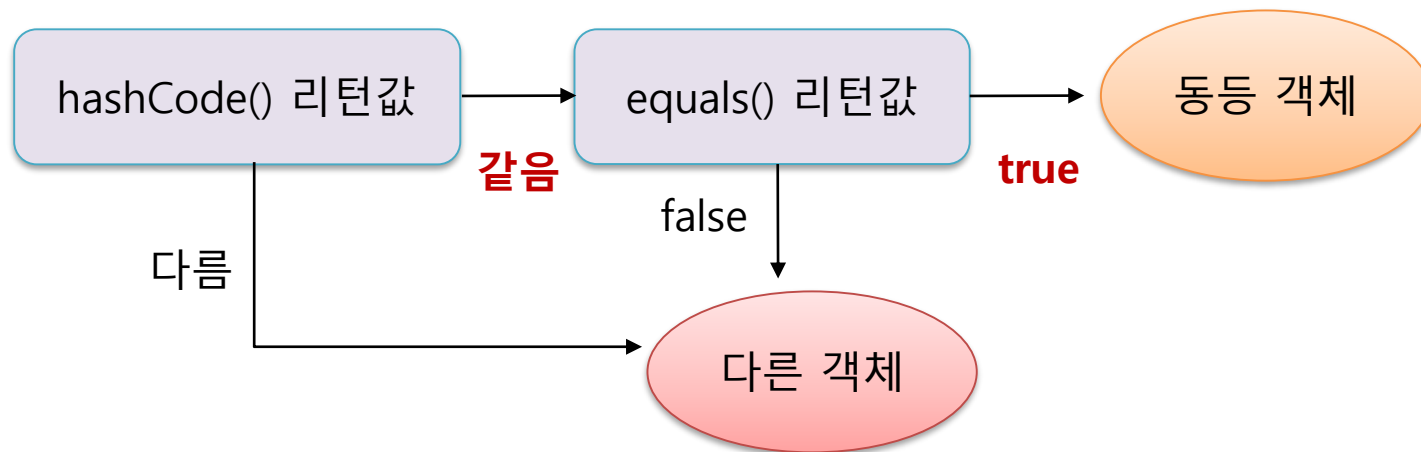 hashCode() 리턴값
equals() 리턴값
동등 객체
같음
true
false
다름
다른 객체